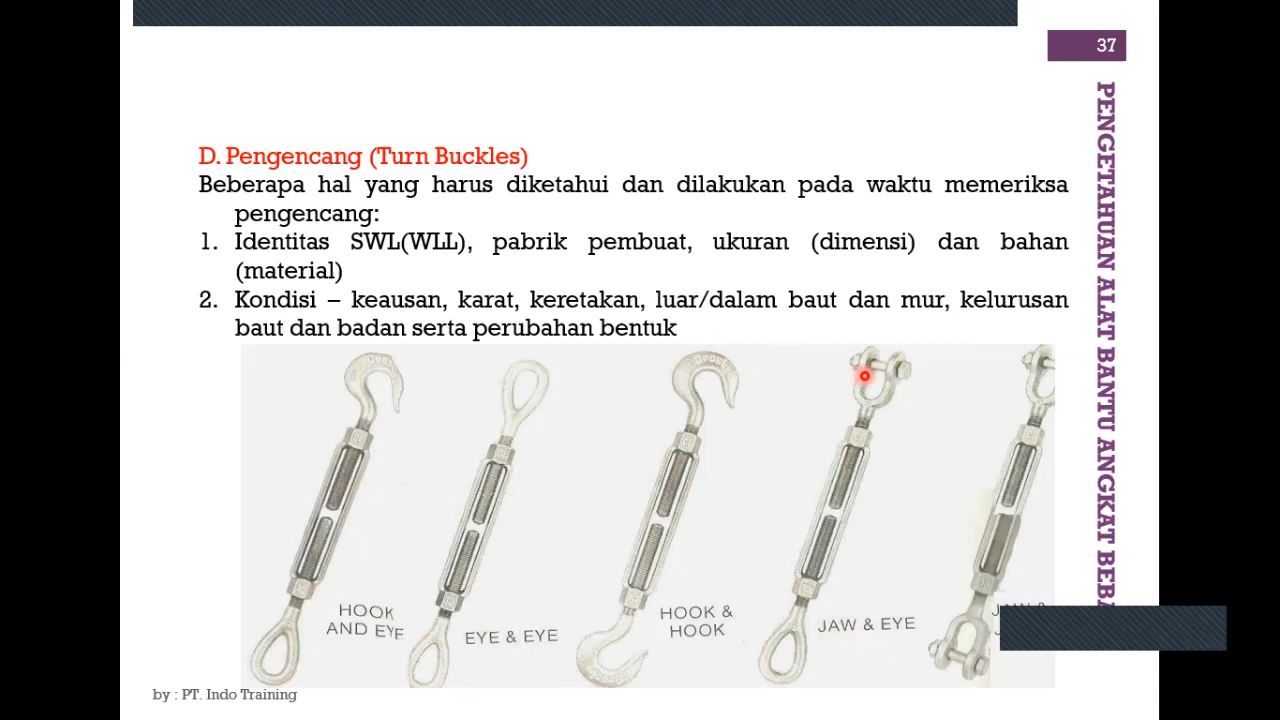 37
PENGETAHUAN ALAT BANTU ANGKAT
D. Pengencang (Turn Buckles)
Beberapa hal yang harus diketahui dan dilakukan pada waktu memeriksa
pengencang:
1. Identitas SWL(WLL), pabrik pembuat, ukuran (dimensi) dan bahan
(material)
2. Kondisi – keausan, karat, keretakan, luar/dalam baut dan mur, kelurusan
baut dan badan serta perubahan bentuk
HOOK
AND EYE
EYE & EYE
HOOK &
HOOK
JAW & EYE
by : PT. Indo Training